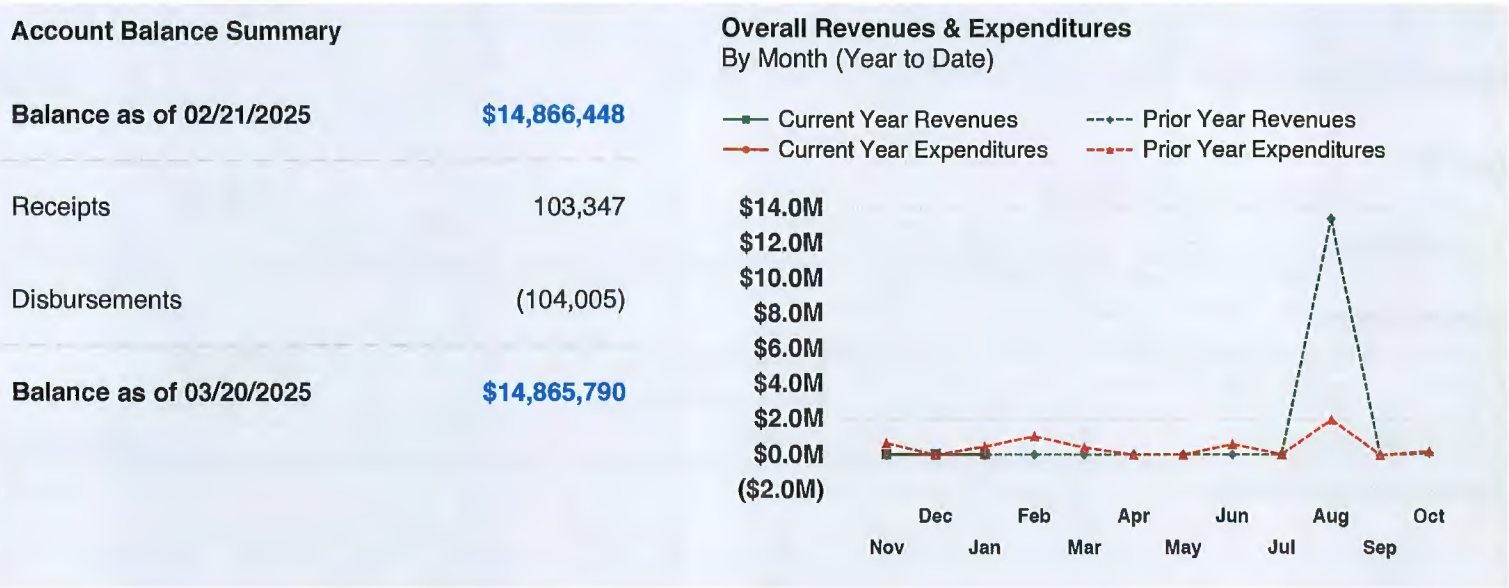 Account Balance Summary
Balance as of 02/21/2025 $14,866,448
Receipts 103,347
Disbursements (104,005)
Balance as of 03/20/2025 $14,865,790
Overall Revenues & Expenditures
By Month (Year to Date)
Current Year Revenues Prior Year Revenues
Current Year Expenditures Prior Year Expenditures
$14.0M
$12.0M
$10.0M
$8.0M
$6.0M
$4.0M
$2.0M
$0.0M
($2.0M)
Dec Feb Apr Jun Aug Oct
Nov Jan Mar May Jul Sep